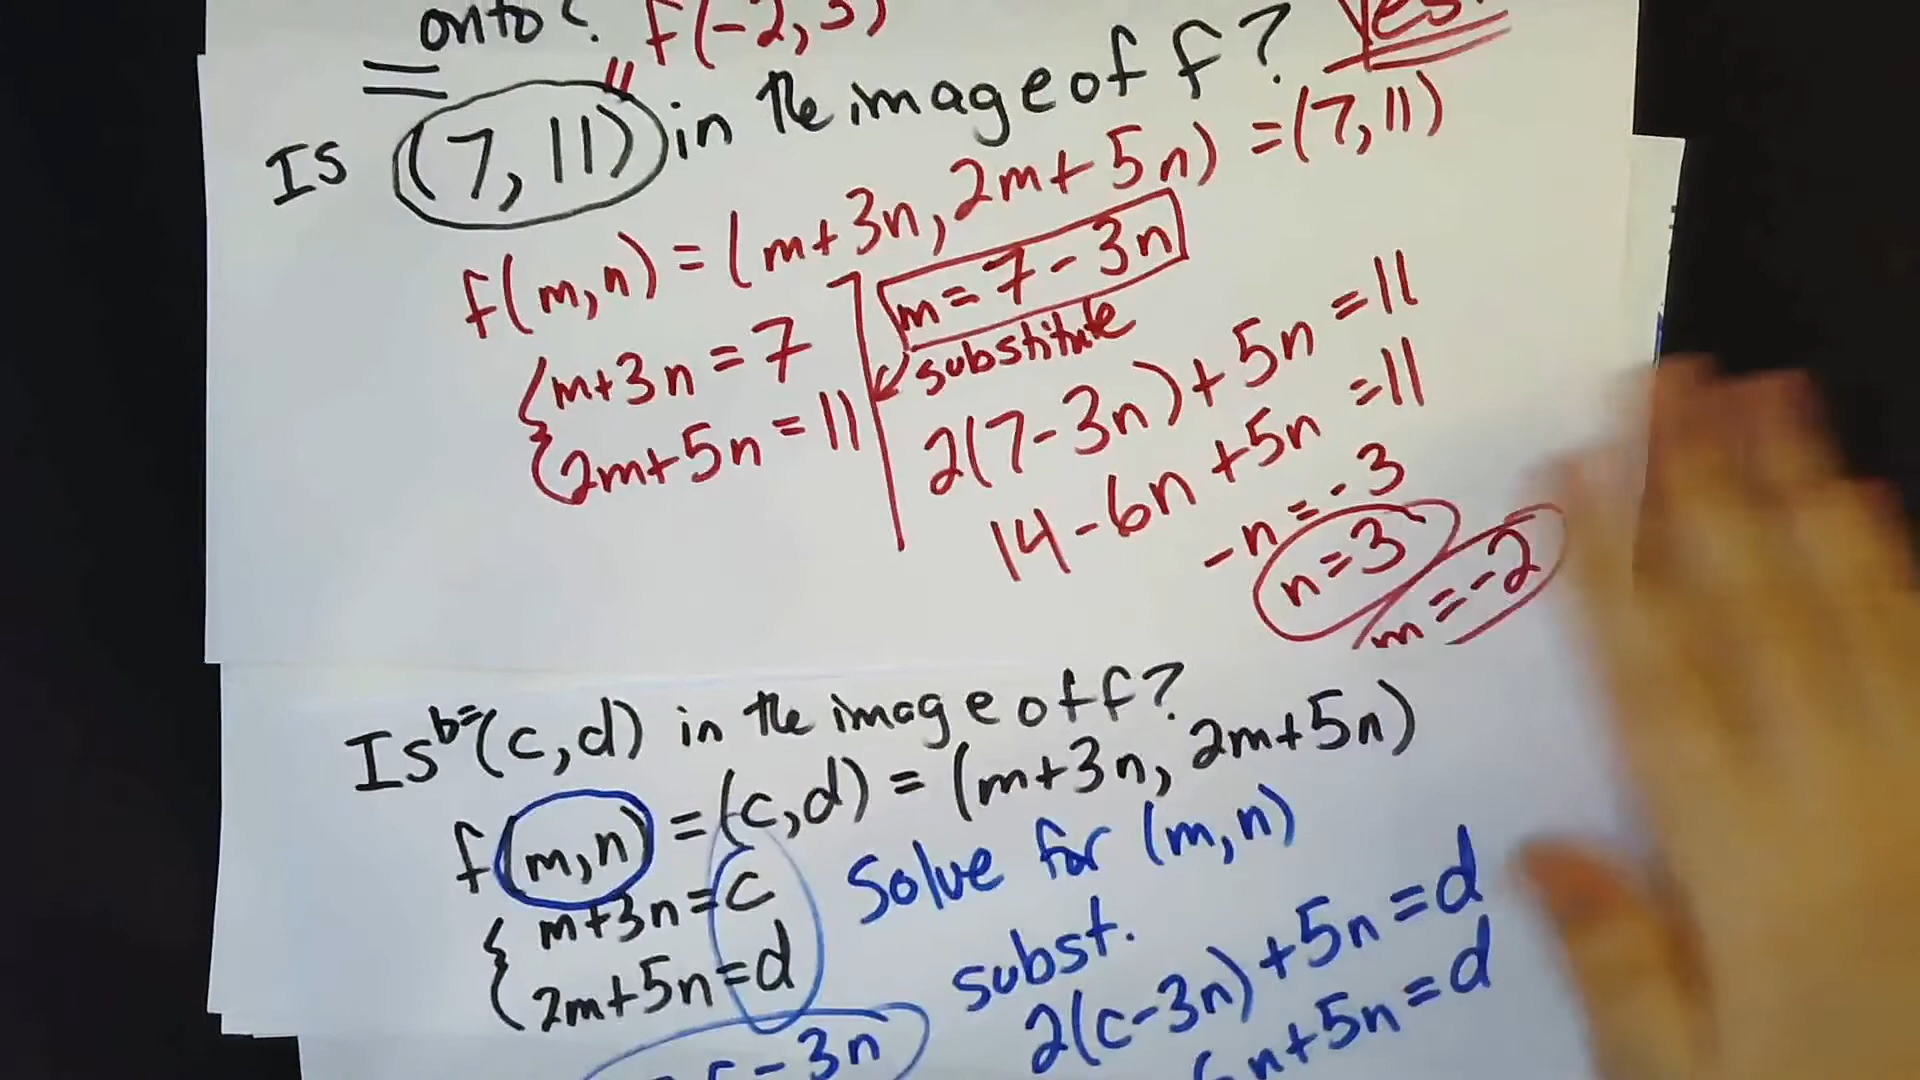 onto? f(-2,3)
=
Is (7,11) in the image of f? Yes!
f(m,n) = (m+3n, 2m+5n) =(7,11)
m+3n = 7
2m+5n = 11
m = 7 - 3n
substitute
2(7-3n)+5n =11
14-6n+5n =11
-n = -3
n = 3
m = -2
Is b=(c,d) in the image of f?
f(m,n) = (c,d) = (m+3n, 2m+5n)
m+3n=c
2m+5n=d
Solve for (m,n)
subst.
2(c-3n)+5n=d
6n+5n=d
c-3n